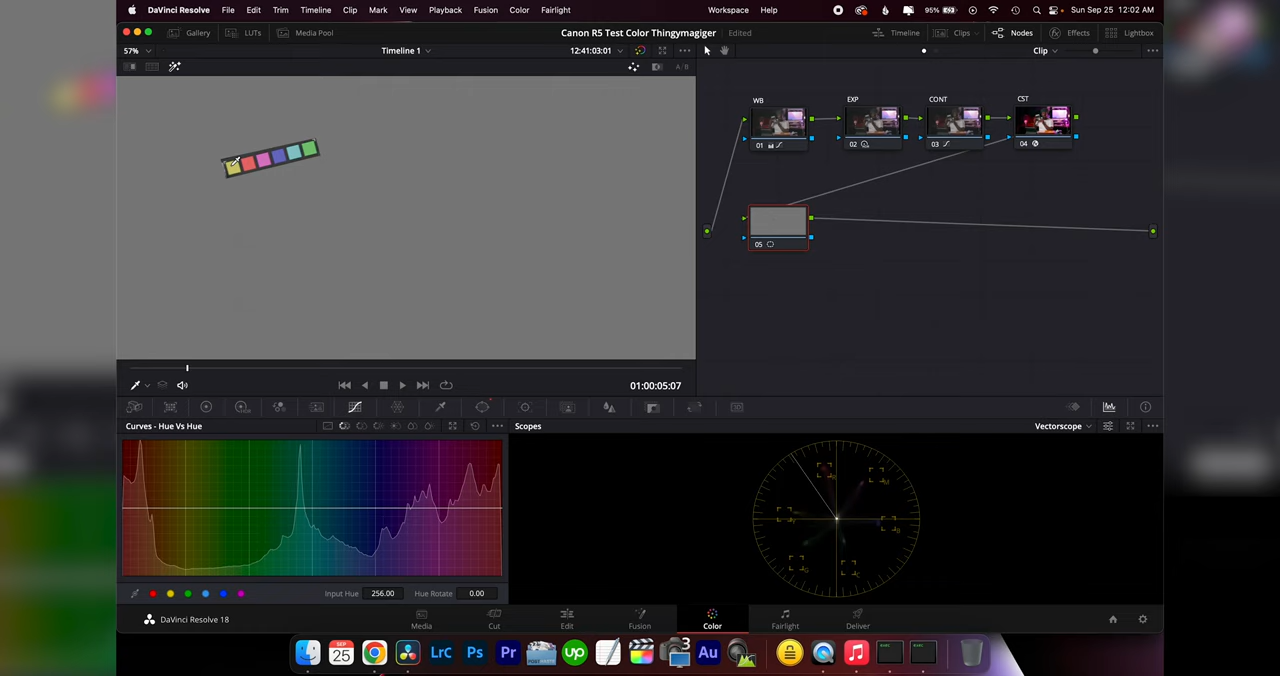 DaVinci Resolve File Edit Trim Timeline Clip Mark View Playback Fusion Color Fairlight Workspace Help 95% Sun Sep 25 12:02 AM
Gallery LUTs Media Pool Canon R5 Test Color Thingymagiger Edited Timeline Clips Nodes Effects Lightbox
57% Timeline 1 12:41:03:01 Clip
A/B
WB EXP CONT CST
01 02 03 04
05
01:00:05:07
Curves - Hue Vs Hue Scopes Vectorscope
R M
Y B
G C
Input Hue 256.00 Hue Rotate 0.00
DaVinci Resolve 18 Media Cut Edit Fusion Color Fairlight Deliver
SEP 25 LrC Ps Pr up 3 Au